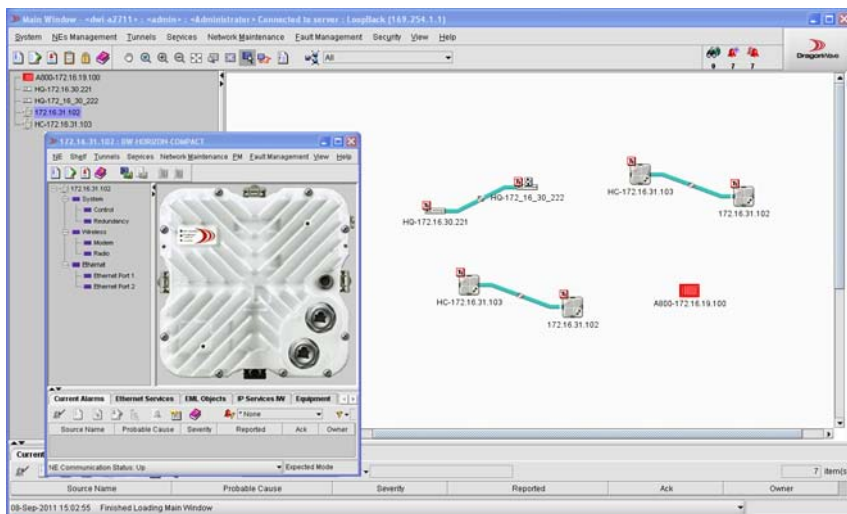 Main Window - <dwi-a2711> : <admin> : <Administrator> Connected to server : LoopBack (169.254.1.1)
System NEs Management Tunnels Services Network Maintenance Fault Management Security View Help
All
DragonWave
A800-172.16.19.100
HQ-172.16.30.221
HQ-172_16_30_222
172.16.31.102
HC-172.16.31.103
172.16.31.102 : DW HORIZON COMPACT
NE Shelf Tunnels Services Network Maintenance PM Fault Management View Help
172.16.31.102
System
Control
Redundancy
Wireless
Modem
Radio
Ethernet
Ethernet Port 1
Ethernet Port 2
Current Alarms Ethernet Services EML Objects IP Services IW Equipment
* None
Source Name Probable Cause Severity Reported Ack Owner
NE Communication Status: Up Expected Mode
HQ-172_16_30_222
HQ-172.16.30.221
HC-172.16.31.103
172.16.31.102
HC-172.16.31.103
172.16.31.102
A800-172.16.19.100
Current
7 item(s
Source Name Probable Cause Severity Reported Ack Owner
08-Sep-2011 15:02:55 Finished Loading Main Window